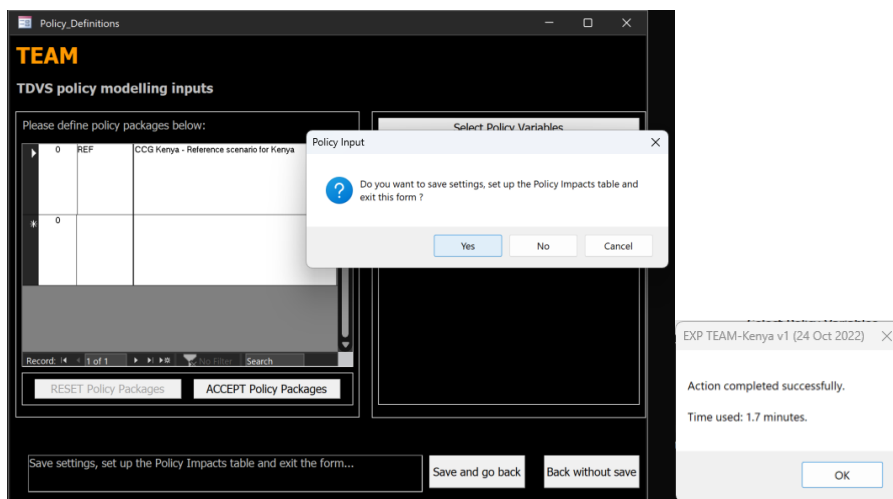 Policy_Definitions
TEAM
TDVS policy modelling inputs
Please define policy packages below:
Select Policy Variables
0 REF CCG Kenya - Reference scenario for Kenya
0
Policy Input
Do you want to save settings, set up the Policy Impacts table and
exit this form ?
Yes No Cancel
Record: 1 of 1 No Filter Search
RESET Policy Packages ACCEPT Policy Packages
Save settings, set up the Policy Impacts table and exit the form...
Save and go back Back without save
EXP TEAM-Kenya v1 (24 Oct 2022)
Action completed successfully.
Time used: 1.7 minutes.
OK